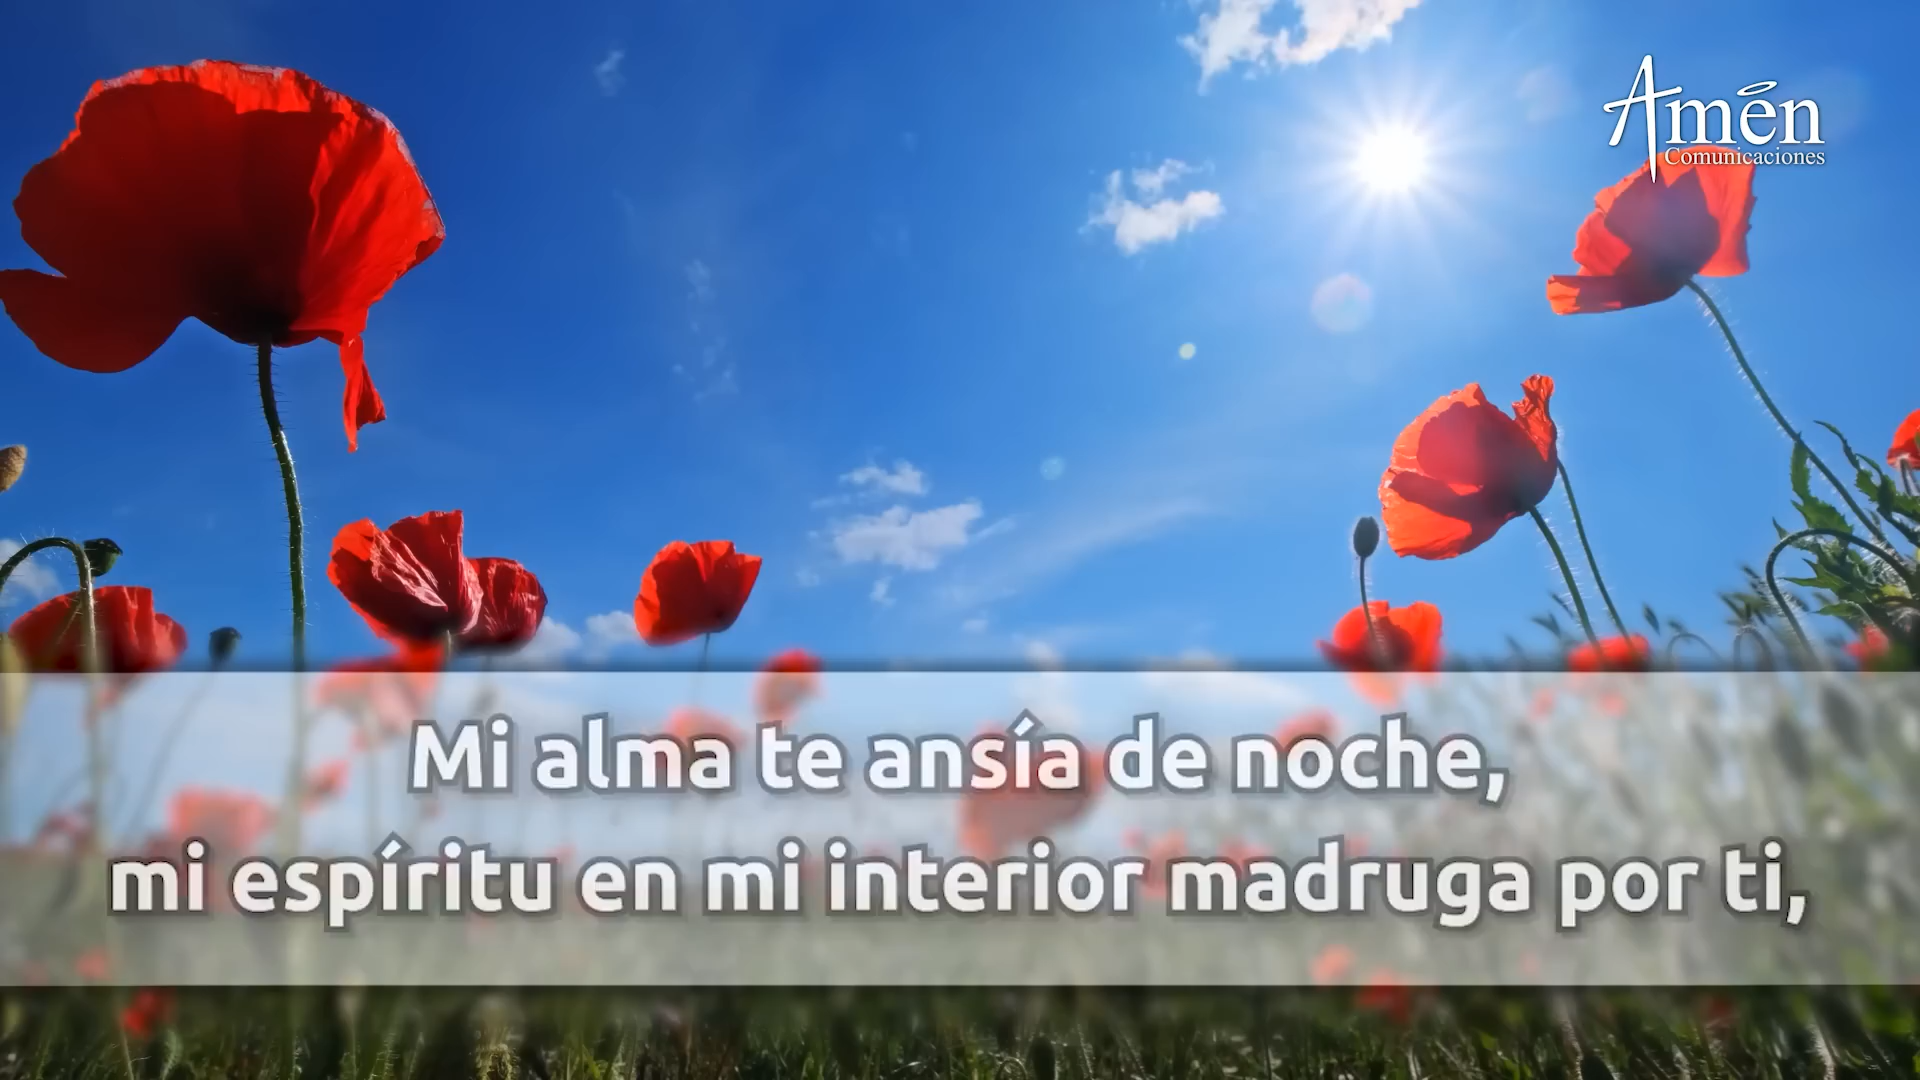 Amén
Comunicaciones
Mi alma te ansía de noche,
mi espíritu en mi interior madruga por ti,